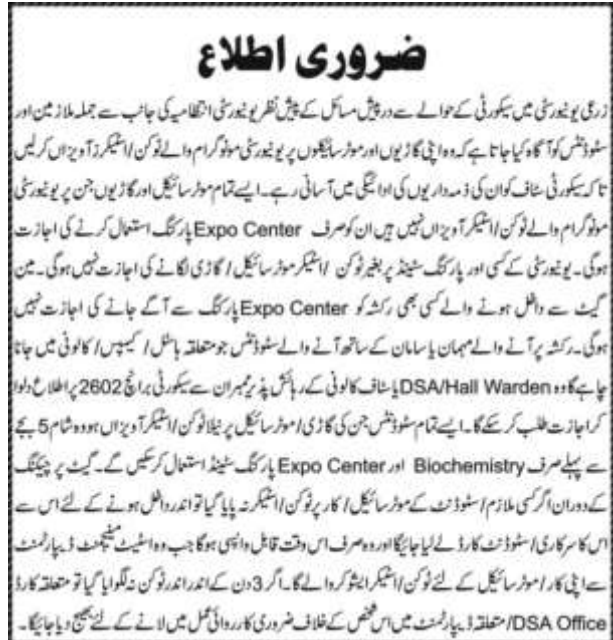 ضروری اطلاع
زرعی یونیورسٹی میں سیکورٹی کے حوالے سے درپیش مسائل کے پیش نظر یونیورسٹی انتظامیہ کی جانب سے جملہ ملازمین اور
سٹوڈنٹس کو آگاہ کیا جاتا ہے کہ وہ اپنی گاڑیوں اور موٹر سائیکلوں پر یونیورسٹی مونوگرام والے ٹوکن/اسٹیکرز آویزاں کرلیں
تاکہ سیکورٹی سٹاف کو ان کی ذمہ داریوں کی ادائیگی میں آسانی رہے۔ ایسے تمام موٹر سائیکل اور گاڑیوں جن پر یونیورسٹی
مونوگرام والے ٹوکن/اسٹیکر آویزاں نہیں ہیں ان کو صرف Expo Center پارکنگ استعمال کرنے کی اجازت
ہوگی۔ یونیورسٹی کے کسی اور پارکنگ سٹینڈ پر بغیر ٹوکن /اسٹیکر موٹر سائیکل/ گاڑی لگانے کی اجازت نہیں ہوگی۔ مین
گیٹ سے داخل ہونے والے کسی بھی رکشہ کو Expo Center پارکنگ سے آگے جانے کی اجازت نہیں
ہوگی۔ رکشہ پر آنے والے مہمان یا سامان کے ساتھ آنے والے سٹوڈنٹس جو متعلقہ ہاسٹل/ کیمپس/ کالونی میں جانا
چاہے گا وہ DSA/Hall Warden یا سٹاف کالونی کے رہائش پذیر ممبران سے سیکورٹی برانچ 2602 پر اطلاع دلوا
کر اجازت طلب کرسکے گا۔ ایسے تمام سٹوڈنٹس جن کی گاڑی/موٹر سائیکل پر نیلا ٹوکن/اسٹیکر آویزاں ہو وہ شام 5 بجے
سے پہلے صرف Biochemistry اور Expo Center پارکنگ سٹینڈ استعمال کرسکیں گے۔ گیٹ پر چیکنگ
کے دوران اگر کسی ملازم/سٹوڈنٹ کے موٹر سائیکل/ کار پر ٹوکن/اسٹیکر نہ پایا گیا تو اندر داخل ہونے کے لئے اس سے
اس کا سرکاری/سٹوڈنٹ کارڈ لے لیا جائیگا اور وہ صرف اس وقت قابل واپسی ہوگا جب وہ اسٹیٹ مینجمنٹ ڈیپارٹمنٹ
سے اپنی کار/موٹر سائیکل کے لئے ٹوکن/اسٹیکر ایشو کروالے گا۔ اگر 3 دن کے اندر اندر ٹوکن نہ لگوایا گیا تو متعلقہ کارڈ
DSA Office/متعلقہ ڈیپارٹمنٹ میں اس شخص کے خلاف ضروری کارروائی عمل میں لانے کے لئے بھیج دیا جائیگا۔